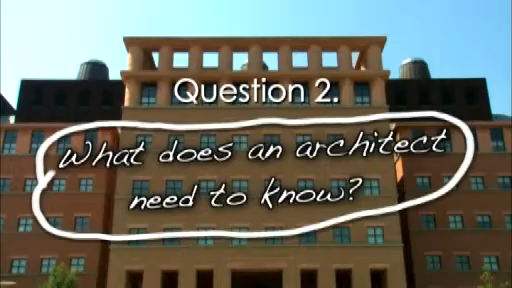 Question 2.
What does an architect
need to know?